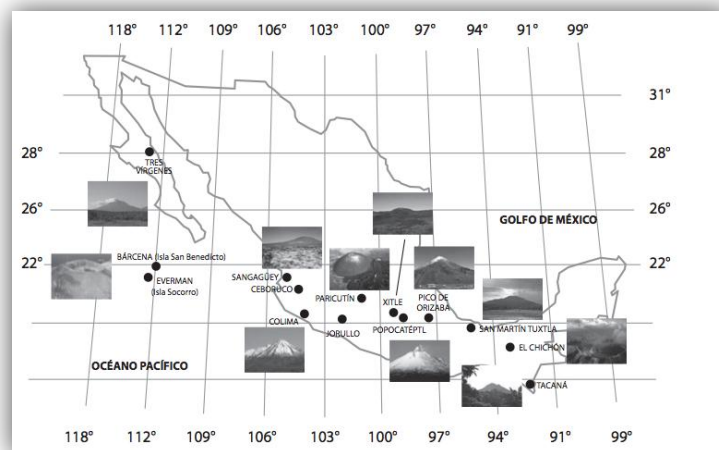 118° 112° 109° 106° 103° 100° 97° 94° 91° 99°
31°
28° 28°
TRES
VÍRGENES
26° 26°
GOLFO DE MÉXICO
22° 22°
BÁRCENA (Isla San Benedicto)
EVERMAN
(Isla Socorro)
SANGAGÜEY
CEBORUCO
PARICUTÍN
XITLE
PICO DE
ORIZABA
COLIMA
JORULLO
POPOCATÉPTL
SAN MARTÍN TUXTLA
EL CHICHÓN
OCÉANO PACÍFICO
TACANÁ
118° 112° 109° 106° 103° 100° 97° 94° 91° 99°